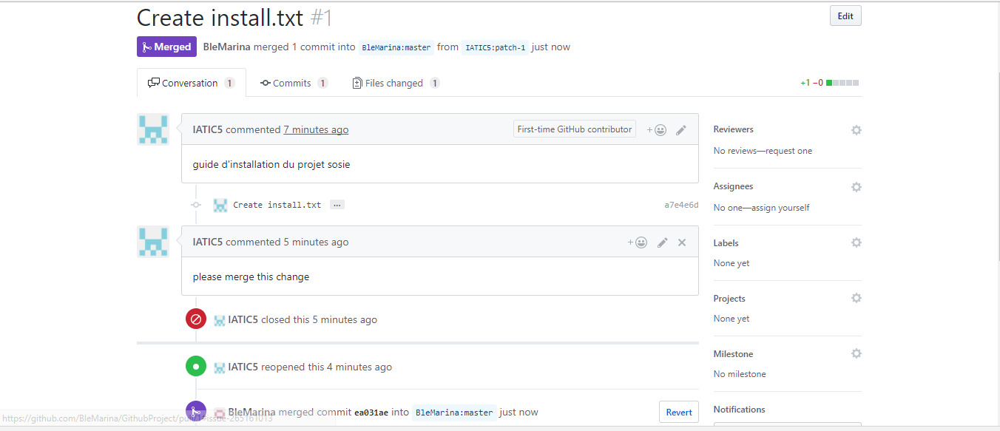 Create install.txt #1
Edit
Merged BleMarina merged 1 commit into BleMarina:master from IATIC5:patch-1 just now
Conversation 1 Commits 1 Files changed 1 +1 −0
IATIC5 commented 7 minutes ago First-time GitHub contributor
guide d'installation du projet sosie
Create install.txt ... a7e4e6d
IATIC5 commented 5 minutes ago
please merge this change
IATIC5 closed this 5 minutes ago
IATIC5 reopened this 4 minutes ago
BleMarina merged commit ea031ae into BleMarina:master just now Revert
Reviewers
No reviews—request one
Assignees
No one—assign yourself
Labels
None yet
Projects
None yet
Milestone
No milestone
Notifications
https://github.com/BleMarina/GithubProject/pull/1#issue-265161013